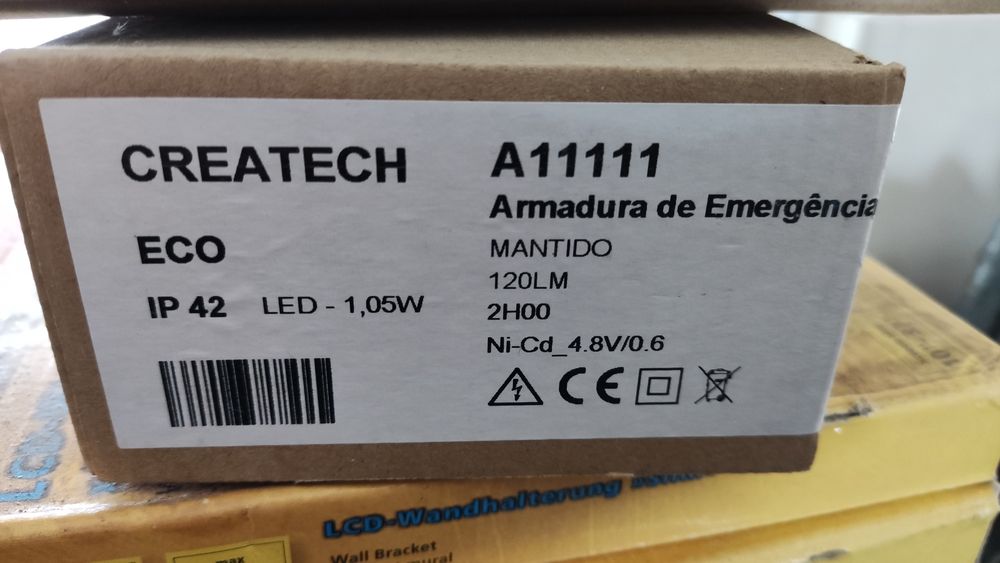 CREATECH
ECO
IP 42 LED - 1,05W
A11111
Armadura de Emergência
MANTIDO
120LM
2H00
Ni-Cd_4.8V/0.6
CE
LCD-Wandhalterung
Wall Bracket